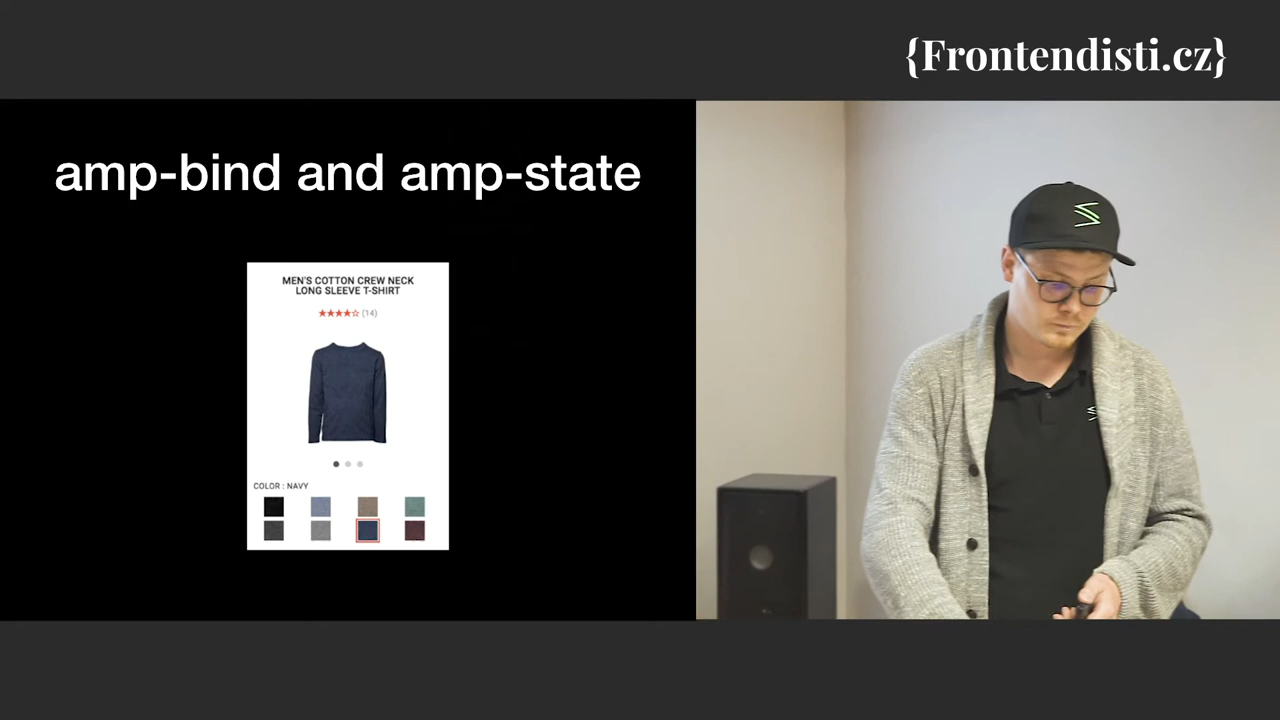 {Frontendisti.cz}
amp-bind and amp-state
MEN'S COTTON CREW NECK
LONG SLEEVE T-SHIRT
★★★★☆ (14)
COLOR : NAVY